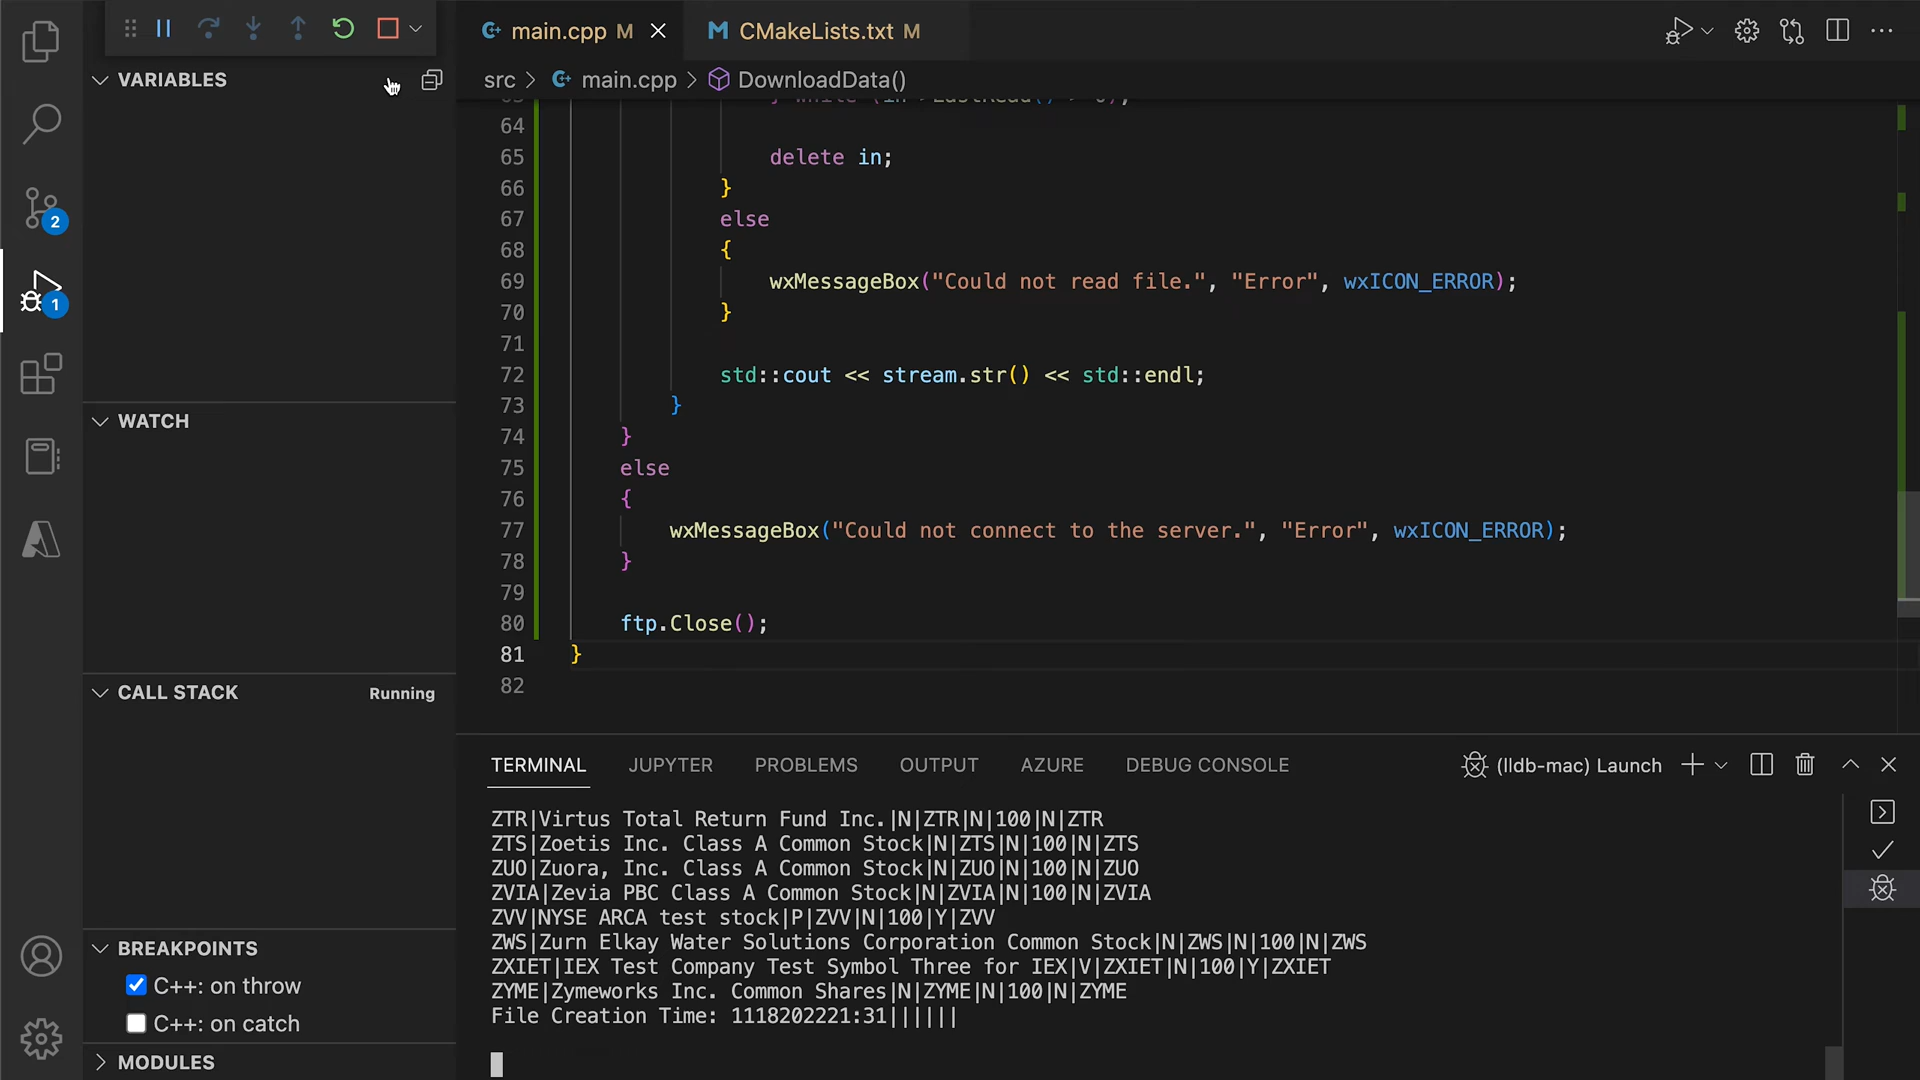 main.cpp M
CMakeLists.txt M
VARIABLES
src > main.cpp > DownloadData()
64
65 delete in;
66 }
67 else
68 {
69 wxMessageBox("Could not read file.", "Error", wxICON_ERROR);
70 }
71
72 std::cout << stream.str() << std::endl;
73 }
74 }
75 else
76 {
77 wxMessageBox("Could not connect to the server.", "Error", wxICON_ERROR);
78 }
79
80 ftp.Close();
81 }
82
2
1
WATCH
CALL STACK Running
BREAKPOINTS
C++: on throw
C++: on catch
MODULES
TERMINAL JUPYTER PROBLEMS OUTPUT AZURE DEBUG CONSOLE (lldb-mac) Launch
ZTR|Virtus Total Return Fund Inc.|N|ZTR|N|100|N|ZTR
ZTS|Zoetis Inc. Class A Common Stock|N|ZTS|N|100|N|ZTS
ZUO|Zuora, Inc. Class A Common Stock|N|ZUO|N|100|N|ZUO
ZVIA|Zevia PBC Class A Common Stock|N|ZVIA|N|100|N|ZVIA
ZVV|NYSE ARCA test stock|P|ZVV|N|100|Y|ZVV
ZWS|Zurn Elkay Water Solutions Corporation Common Stock|N|ZWS|N|100|N|ZWS
ZXIET|IEX Test Company Test Symbol Three for IEX|V|ZXIET|N|100|Y|ZXIET
ZYME|Zymeworks Inc. Common Shares|N|ZYME|N|100|N|ZYME
File Creation Time: 1118202221:31||||||